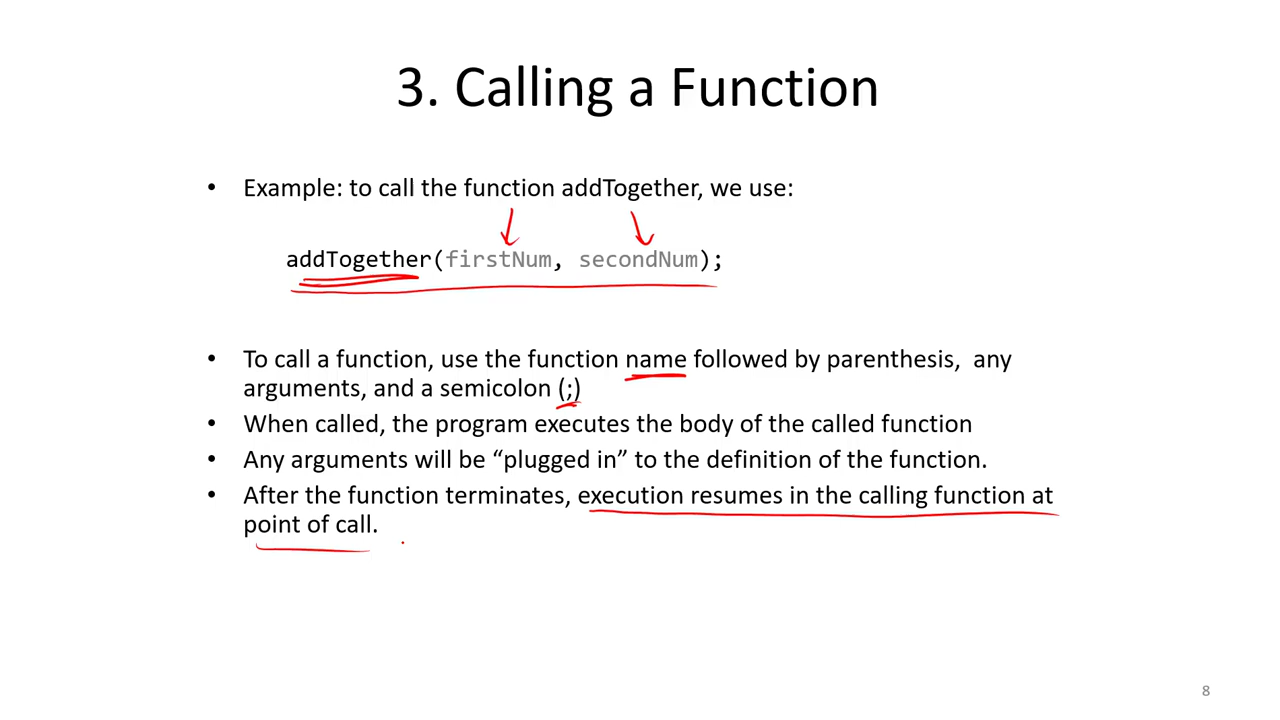 3. Calling a Function
• Example: to call the function addTogether, we use:
addTogether(firstNum, secondNum);
• To call a function, use the function name followed by parenthesis,  any
arguments, and a semicolon (;)
• When called, the program executes the body of the called function
• Any arguments will be “plugged in” to the definition of the function.
• After the function terminates, execution resumes in the calling function at
point of call.
8